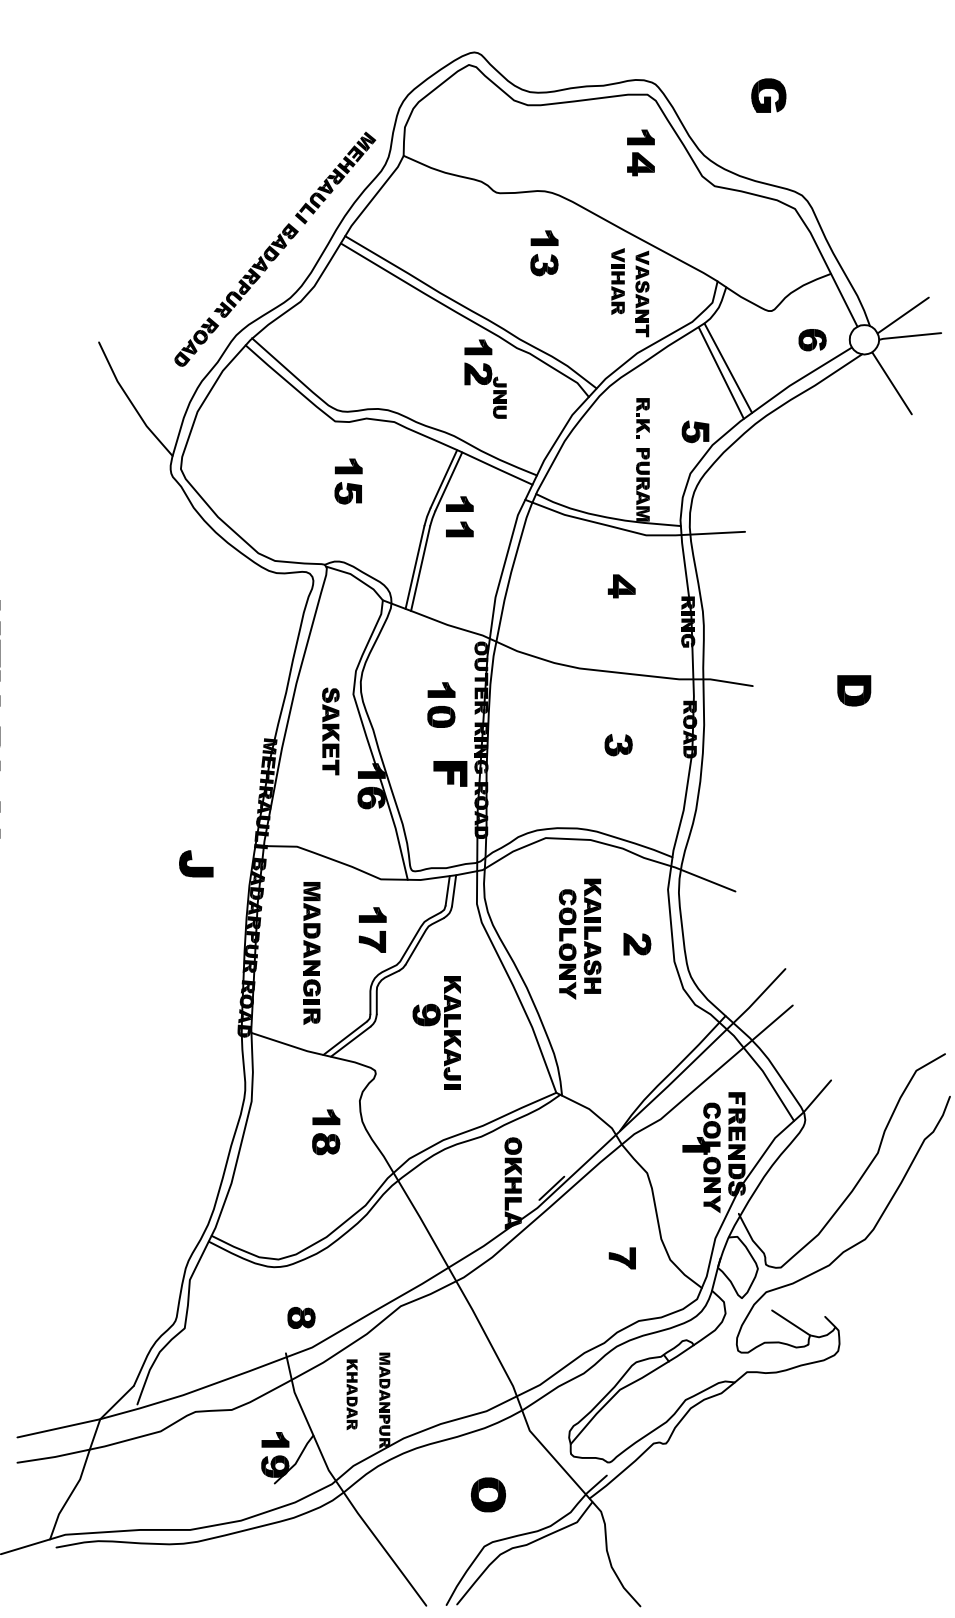 G
14
MEHRAULI BADARPUR ROAD
13
VASANT
VIHAR
6
12
JNU
R.K. PURAM
5
15
11
4
RING ROAD
D
OUTER RING ROAD
10
F
3
SAKET
16
MEHRAULI BADARPUR ROAD
J
17
MADANGIR
KAILASH
COLONY
2
KALKAJI
9
18
FRENDS
COLONY
1
OKHLA
7
8
MADANPUR
KHADAR
19
O